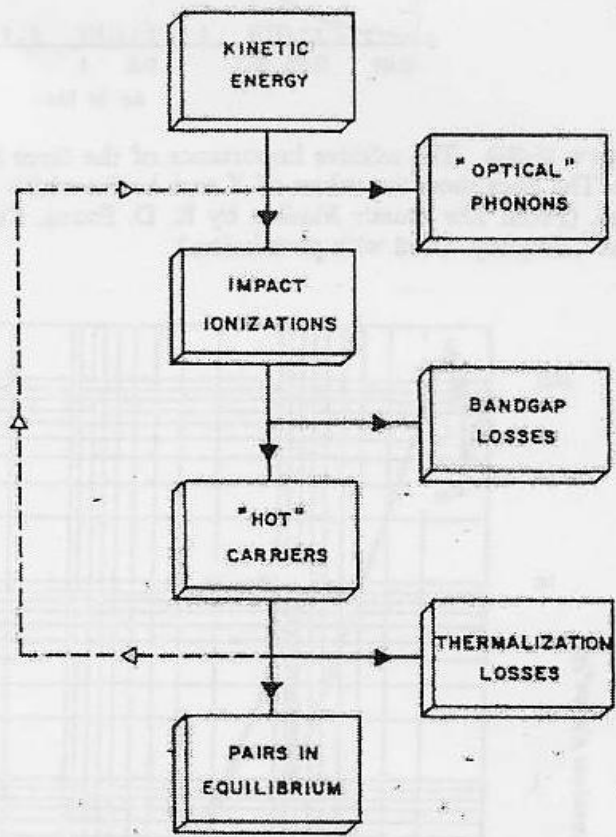 KINETIC
ENERGY
"OPTICAL"
PHONONS
IMPACT
IONIZATIONS
BANDGAP
LOSSES
"HOT"
CARRIERS
THERMALIZATION
LOSSES
PAIRS IN
EQUILIBRIUM